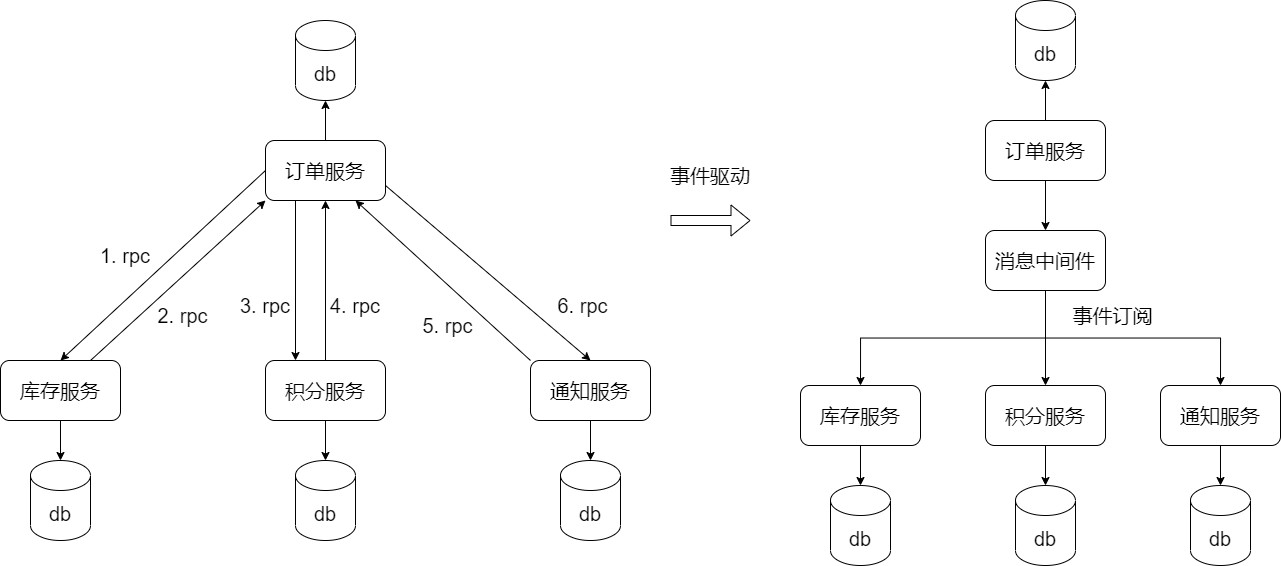 db
订单服务
1. rpc
2. rpc
3. rpc
4. rpc
5. rpc
6. rpc
库存服务
积分服务
通知服务
db
db
db
事件驱动
db
订单服务
消息中间件
事件订阅
库存服务
积分服务
通知服务
db
db
db